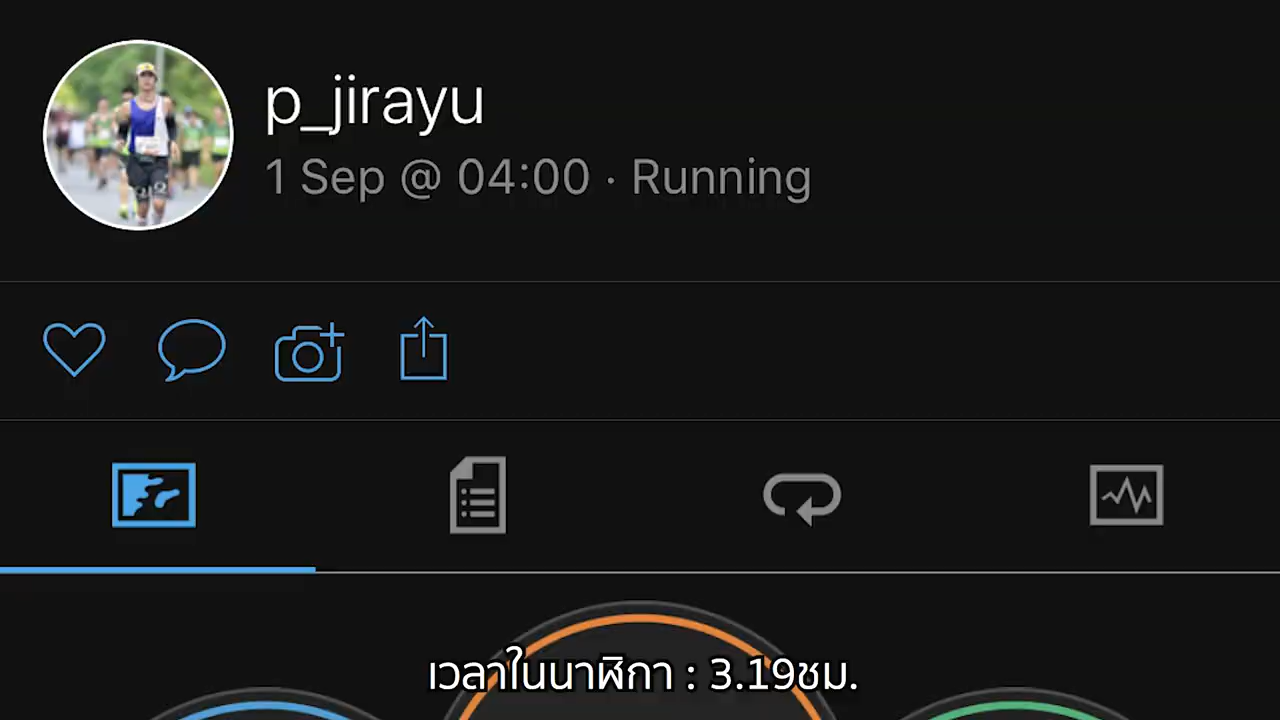 p_jirayu
1 Sep @ 04:00 · Running
เวลาในนาฬิกา : 3.19ชม.